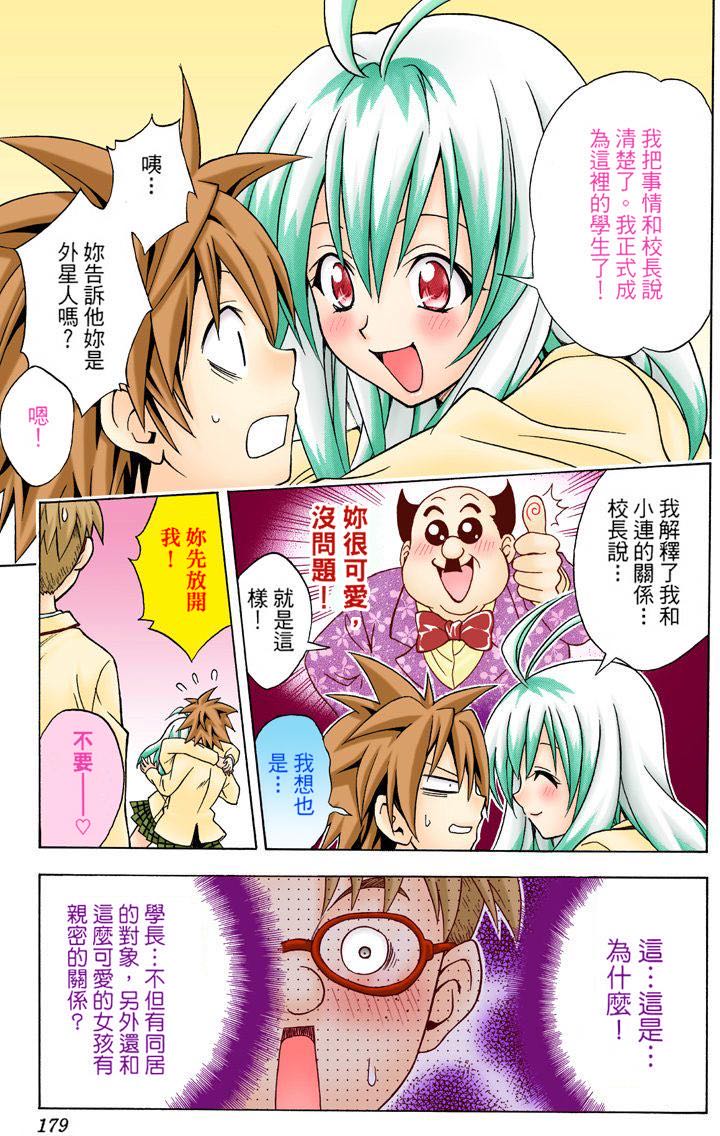 我把事情和校長說
清楚了。我正式成
為這裡的學生了！
咦…
妳告訴他妳是
外星人嗎？
嗯！
我解釋了我和
小連的關係…
校長說…
妳很可愛，
沒問題！
就是這
樣！
我想也
是…
妳先放開
我！
不要——♡
這…這是…
為什麼！
學長…不但有同居
的對象，另外還和
這麼可愛的女孩有
親密的關係？
179